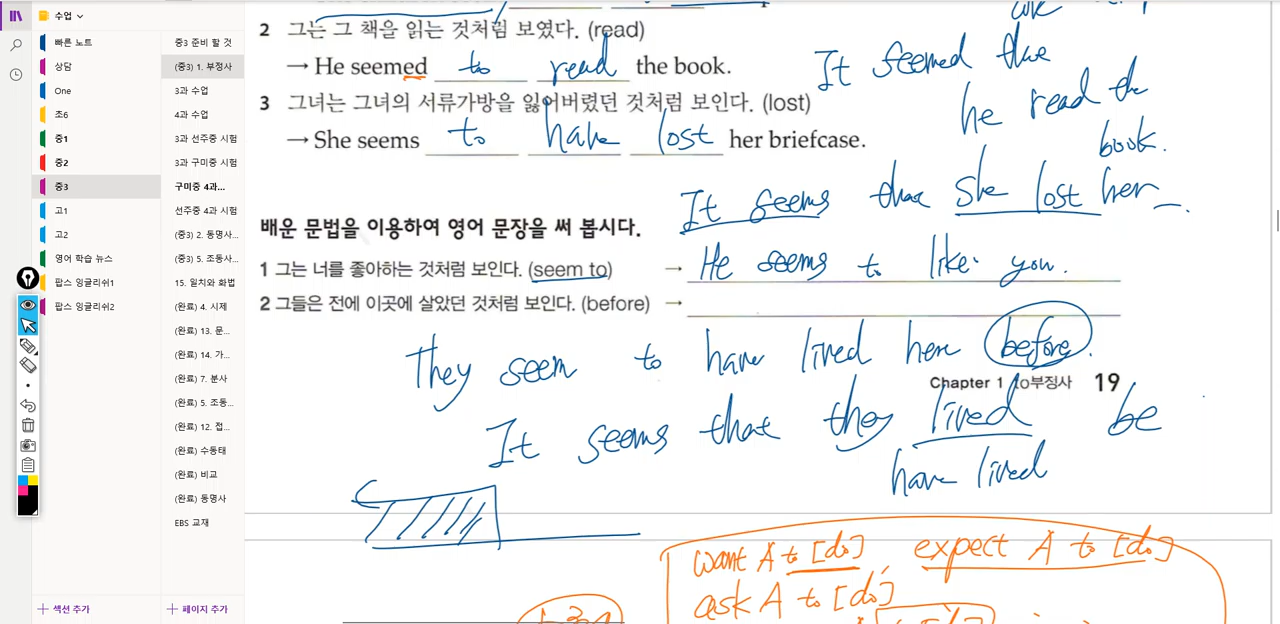 수업
빠른 노트
상담
One
초6
중1
중2
중3
고1
고2
영어 학습 뉴스
팝스 잉글리쉬1
팝스 잉글리쉬2
섹션 추가
중3 준비 할 것
(중3) 1. 부정사
3과 수업
4과 수업
3과 선주중 시험
3과 구미중 시험
구미중 4과...
선주중 4과 시험
(중3) 2. 동명사...
(중3) 5. 조동사...
15. 일치와 화법
(완료) 4. 시제
(완료) 13. 문...
(완료) 14. 가...
(완료) 7. 분사
(완료) 5. 조동...
(완료) 12. 접...
(완료) 수동태
(완료) 비교
(완료) 동명사
EBS 교재
페이지 추가
2 그는 그 책을 읽는 것처럼 보였다. (read)
→ He seemed to read the book.
It seemed that
he read the
book.
3 그녀는 그녀의 서류가방을 잃어버렸던 것처럼 보인다. (lost)
→ She seems to have lost her briefcase.
It seems that she lost her
배운 문법을 이용하여 영어 문장을 써 봅시다.
1 그는 너를 좋아하는 것처럼 보인다. (seem to) → He seems to like you.
2 그들은 전에 이곳에 살았던 것처럼 보인다. (before) →
They seem to have lived here before.
Chapter 1 to부정사 19
It seems that they lived be
have lived
want A to [do], expect A to [do]
ask A to [do]